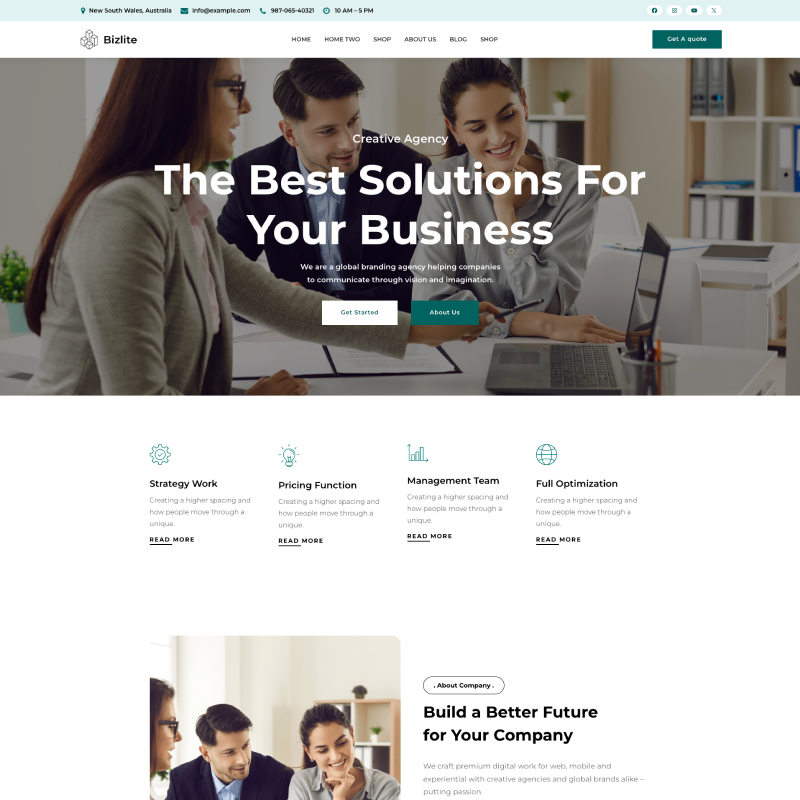 New South Wales, Australia info@example.com 987-065-40321 10 AM – 5 PM
Bizlite
HOME HOME TWO SHOP ABOUT US BLOG SHOP
Get A quote
Creative Agency
The Best Solutions For
Your Business
We are a global branding agency helping companies
to communicate through vision and imagination.
Get Started About Us
Strategy Work
Creating a higher spacing and
how people move through a
unique.
READ MORE
Pricing Function
Creating a higher spacing and
how people move through a
unique.
READ MORE
Management Team
Creating a higher spacing and
how people move through a
unique.
READ MORE
Full Optimization
Creating a higher spacing and
how people move through a
unique.
READ MORE
. About Company .
Build a Better Future
for Your Company
We craft premium digital work for web, mobile and
experiential with creative agencies and global brands alike –
putting passion.